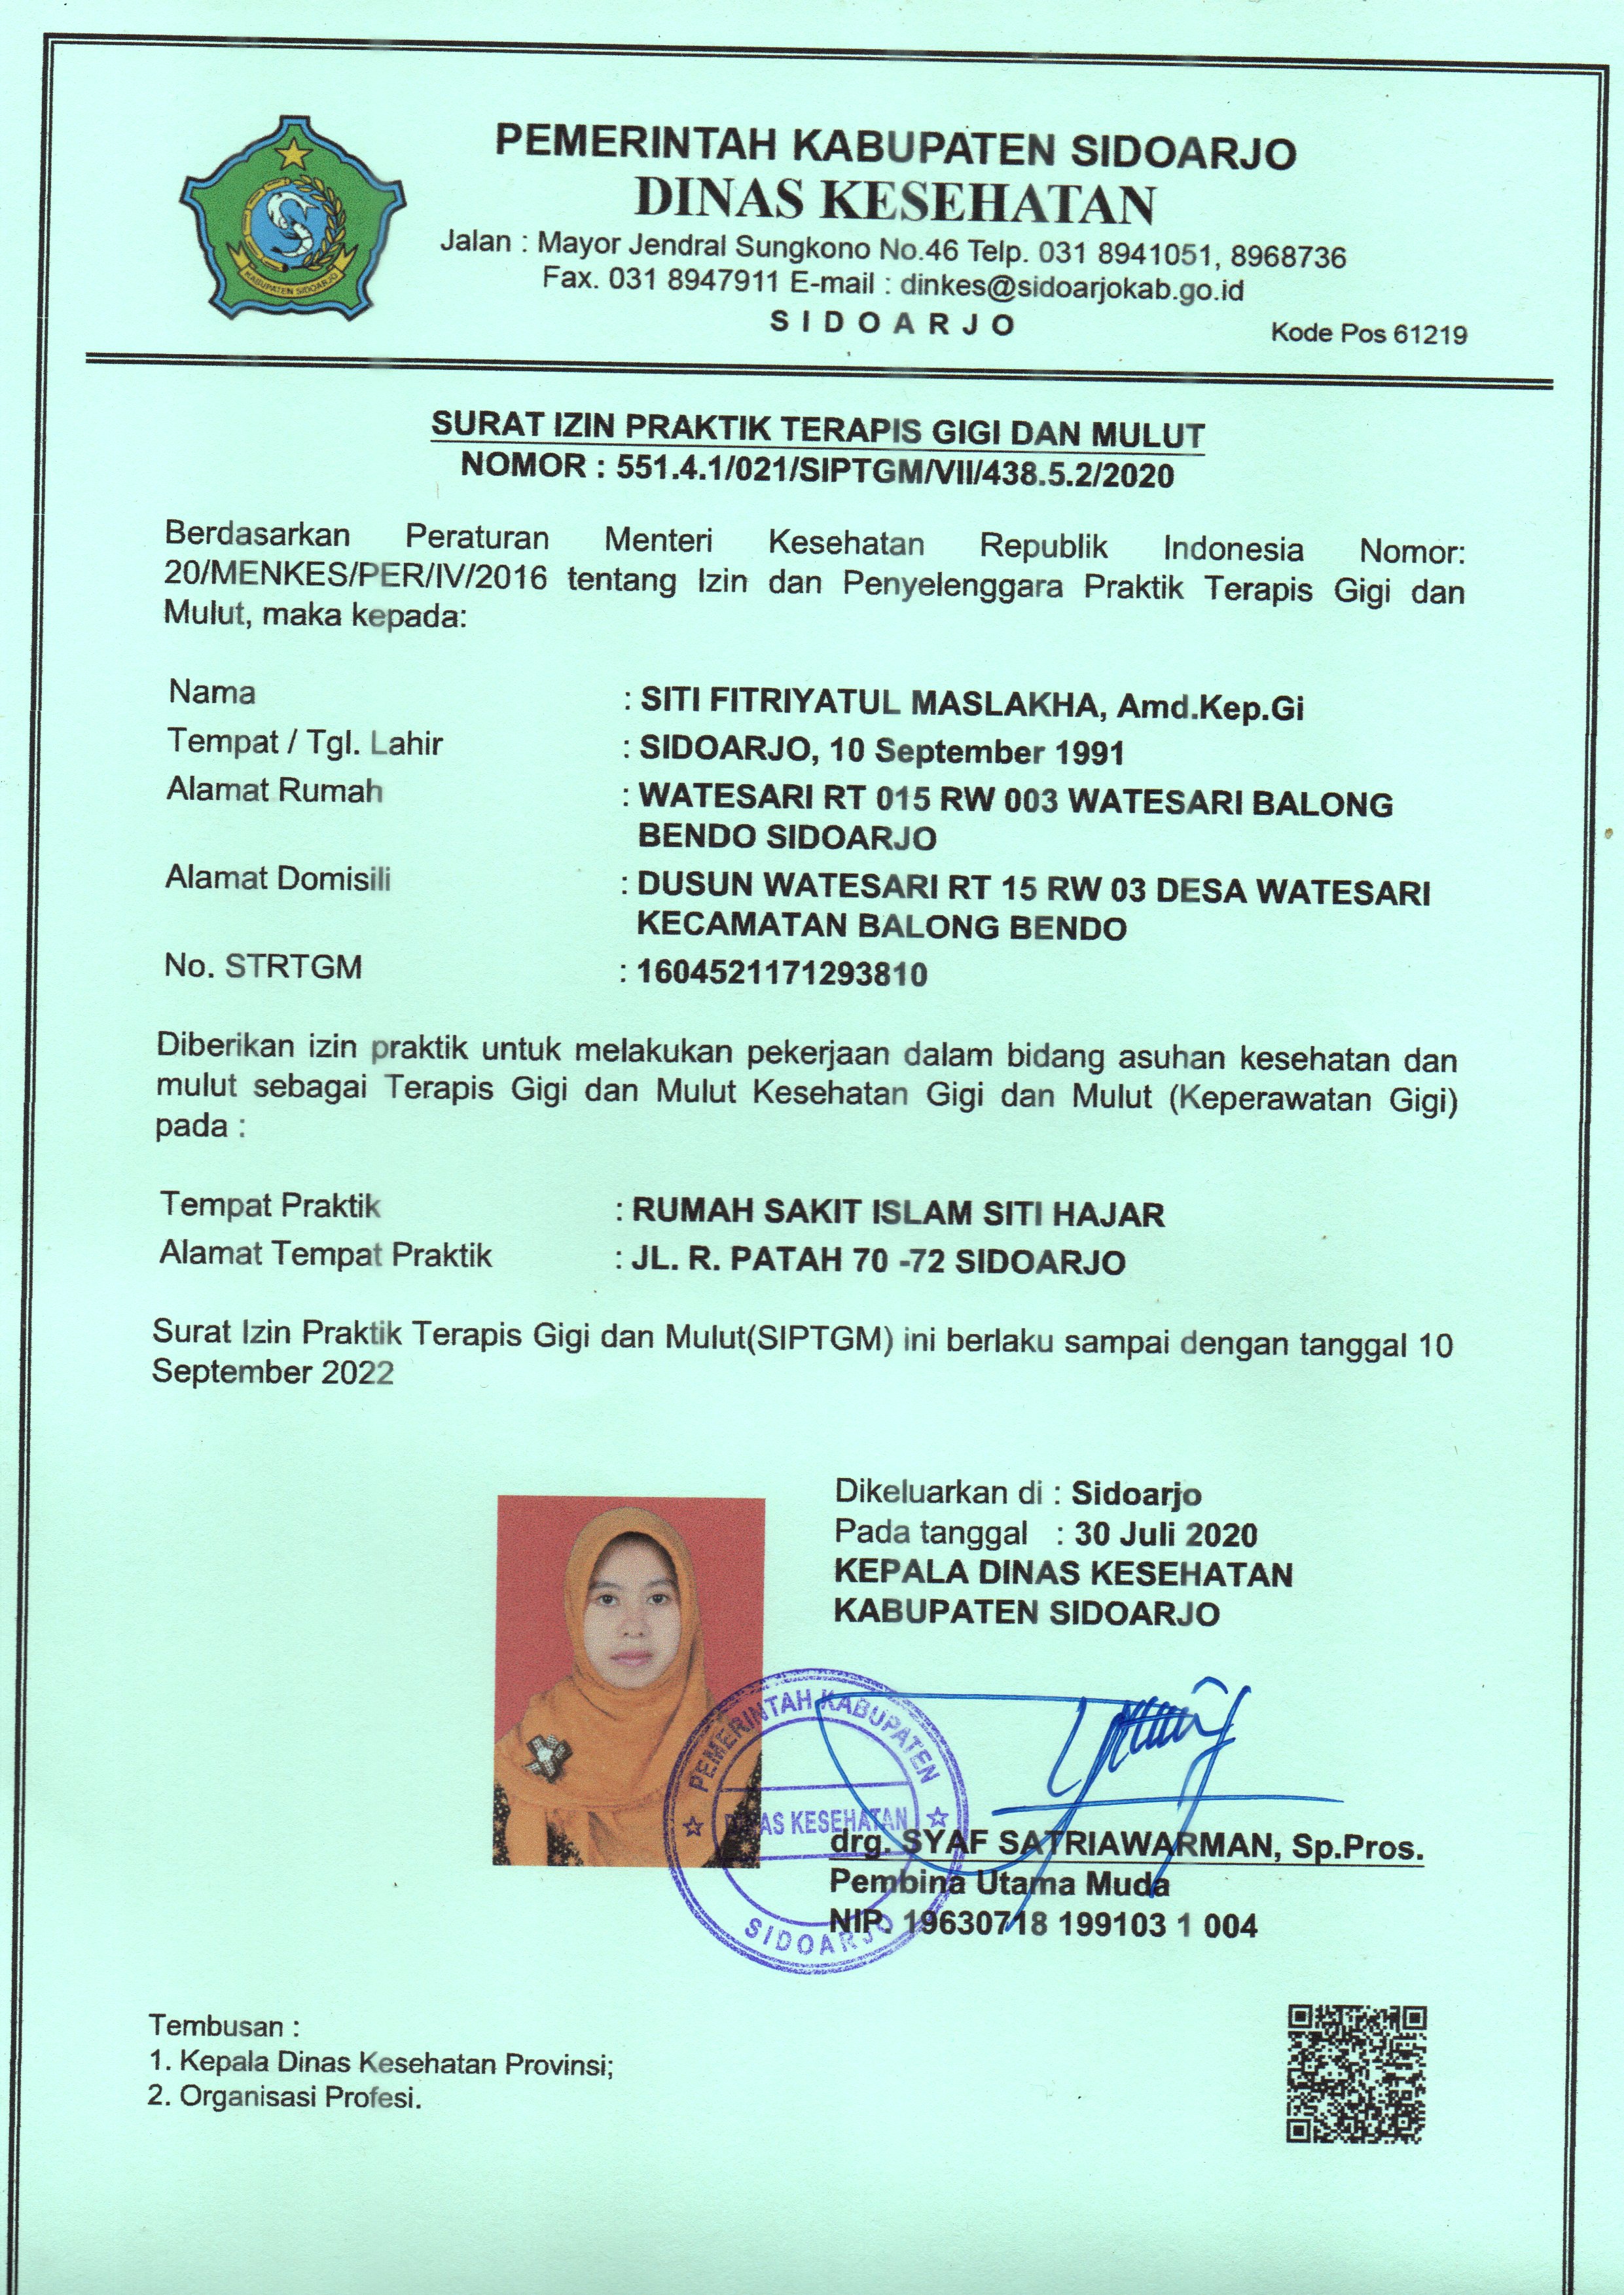 PEMERINTAH KABUPATEN SIDOARJO
DINAS KESEHATAN
Jalan : Mayor Jendral Sungkono No.46 Telp. 031 8941051, 8968736
Fax. 031 8947911 E-mail : dinkes@sidoarjokab.go.id
S I D O A R J O
Kode Pos 61219
KABUPATEN SIDOARJO
SURAT IZIN PRAKTIK TERAPIS GIGI DAN MULUT
NOMOR : 551.4.1/021/SIPTGM/VII/438.5.2/2020
Berdasarkan Peraturan Menteri Kesehatan Republik Indonesia Nomor:
20/MENKES/PER/IV/2016 tentang Izin dan Penyelenggara Praktik Terapis Gigi dan
Mulut, maka kepada:
Nama : SITI FITRIYATUL MASLAKHA, Amd.Kep.Gi
Tempat / Tgl. Lahir : SIDOARJO, 10 September 1991
Alamat Rumah : WATESARI RT 015 RW 003 WATESARI BALONG
BENDO SIDOARJO
Alamat Domisili : DUSUN WATESARI RT 15 RW 03 DESA WATESARI
KECAMATAN BALONG BENDO
No. STRTGM : 1604521171293810
Diberikan izin praktik untuk melakukan pekerjaan dalam bidang asuhan kesehatan dan
mulut sebagai Terapis Gigi dan Mulut Kesehatan Gigi dan Mulut (Keperawatan Gigi)
pada :
Tempat Praktik : RUMAH SAKIT ISLAM SITI HAJAR
Alamat Tempat Praktik : JL. R. PATAH 70 -72 SIDOARJO
Surat Izin Praktik Terapis Gigi dan Mulut(SIPTGM) ini berlaku sampai dengan tanggal 10
September 2022
Dikeluarkan di : Sidoarjo
Pada tanggal : 30 Juli 2020
KEPALA DINAS KESEHATAN
KABUPATEN SIDOARJO
PEMERINTAH KABUPATEN
DINAS KESEHATAN
SIDOARJO
drg. SYAF SATRIAWARMAN, Sp.Pros.
Pembina Utama Muda
NIP. 19630718 199103 1 004
Tembusan :
1. Kepala Dinas Kesehatan Provinsi;
2. Organisasi Profesi.